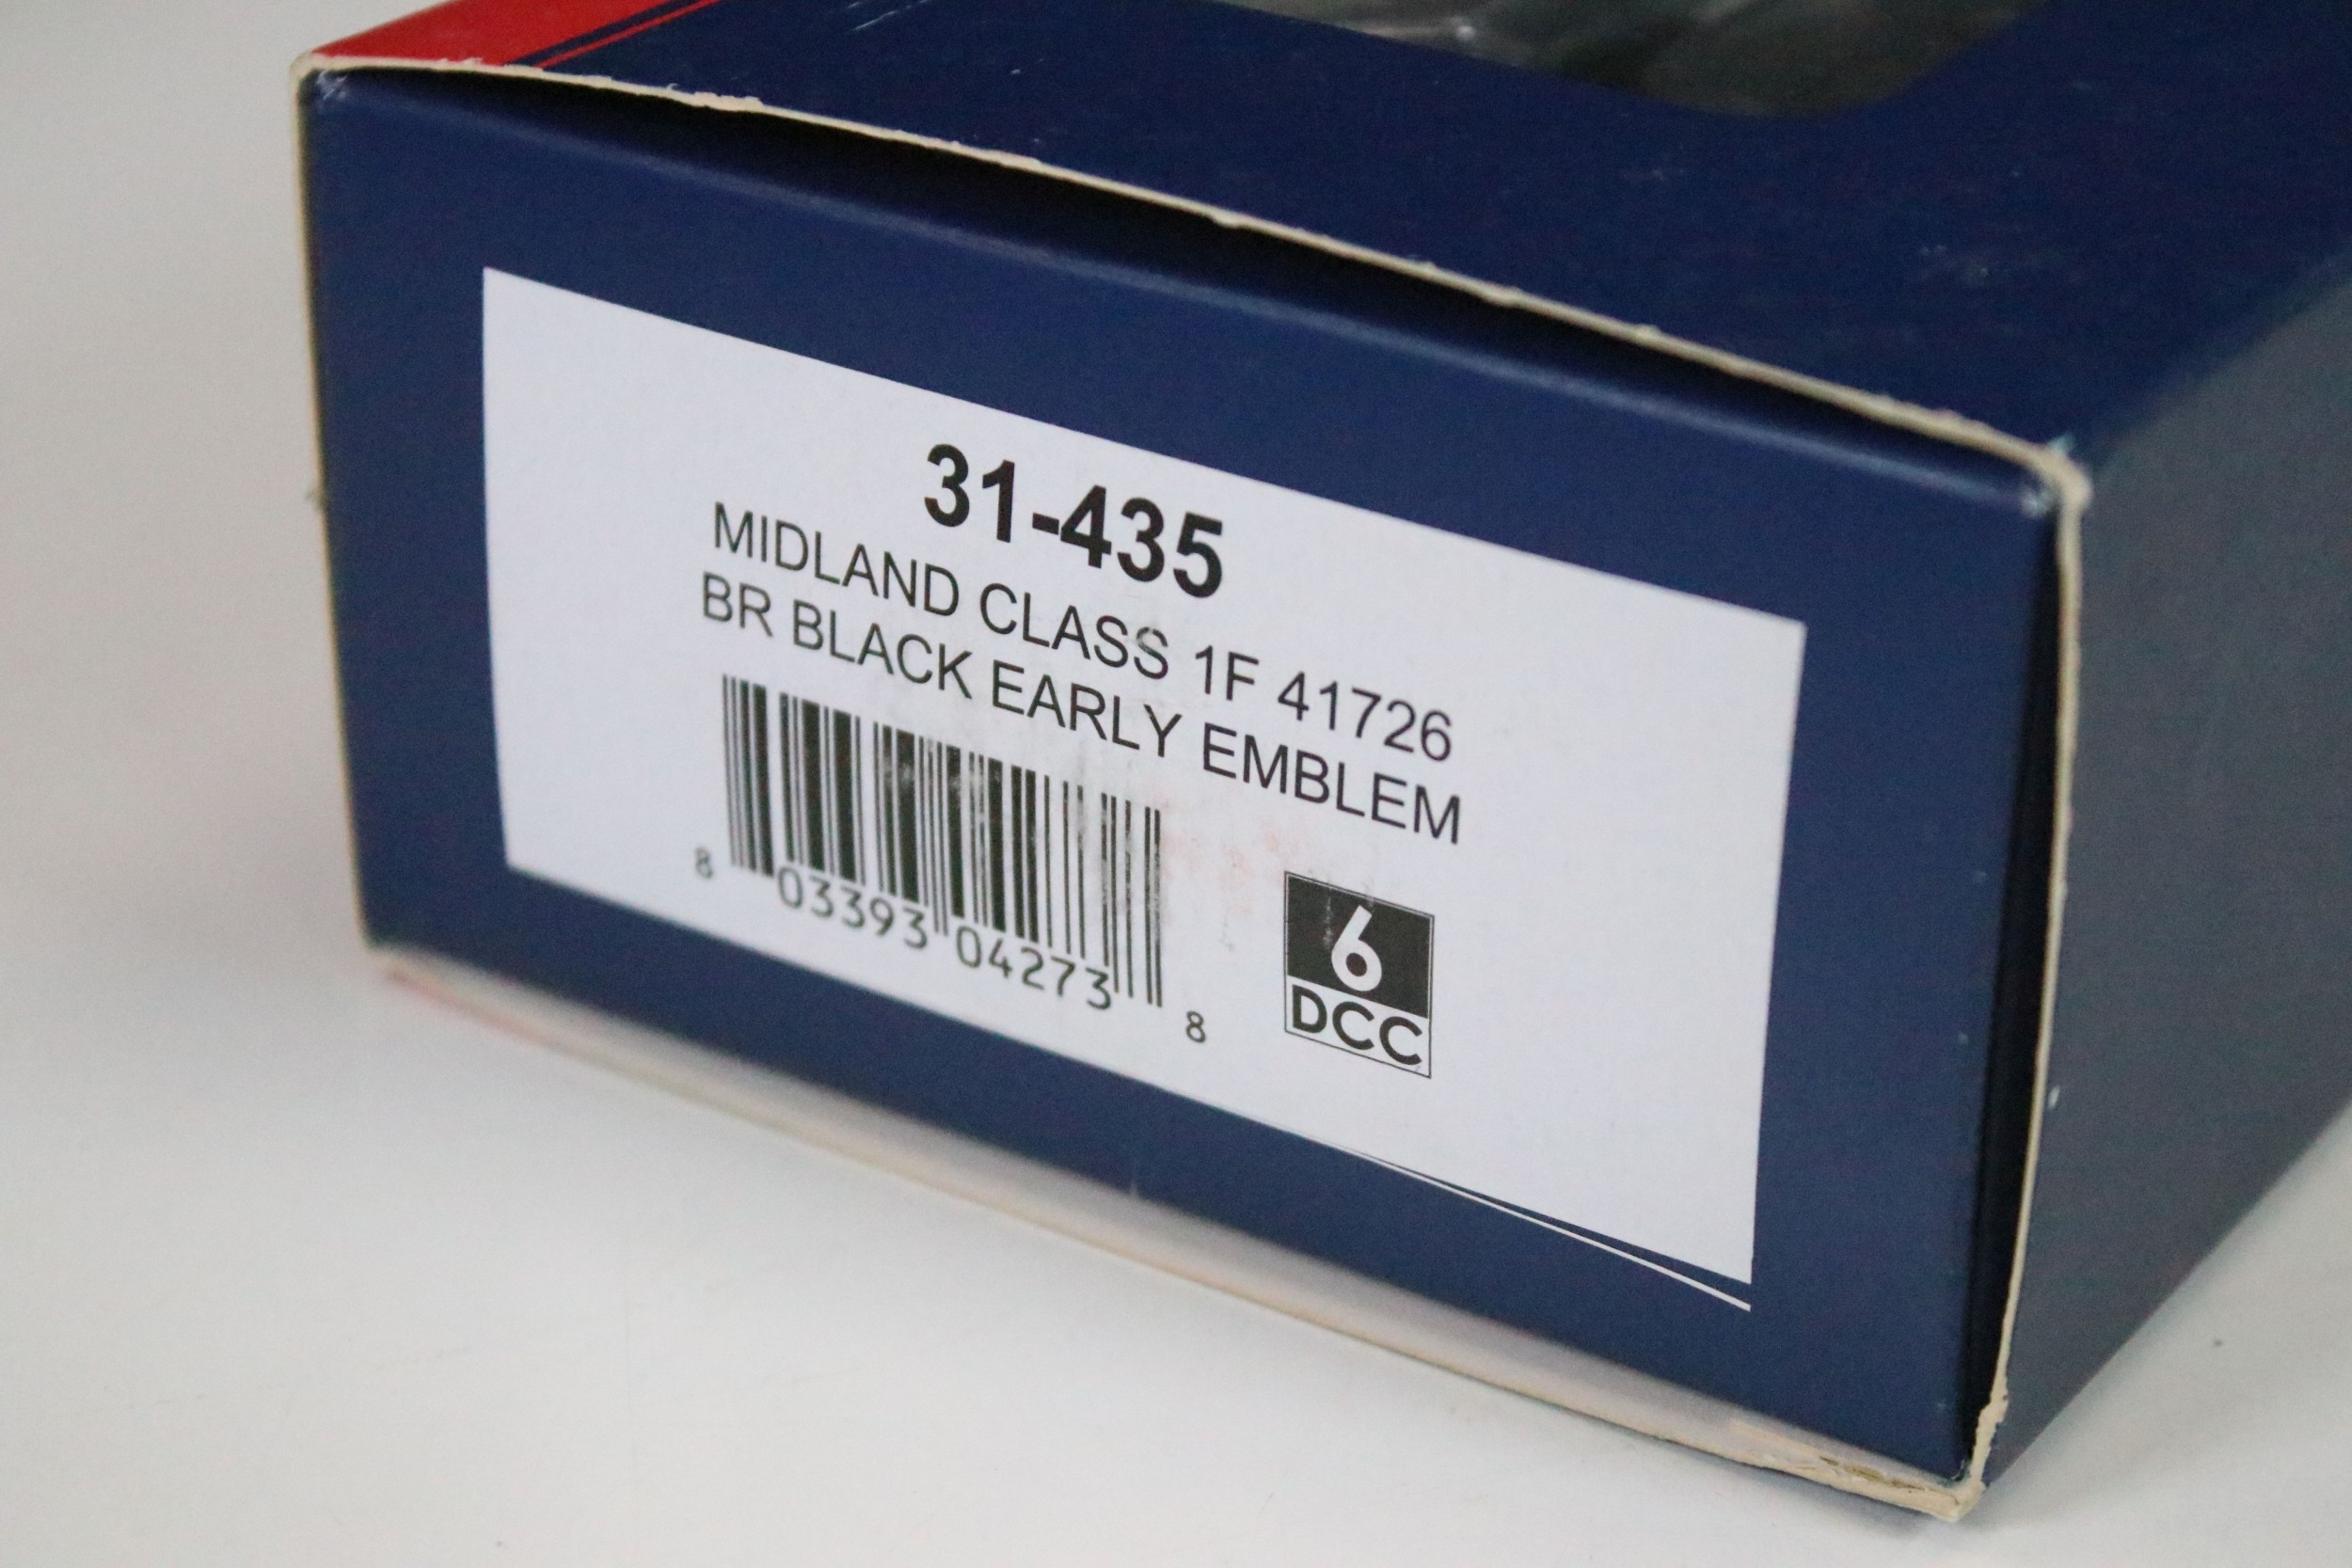 31-435
MIDLAND CLASS 1F 41726
BR BLACK EARLY EMBLEM
8 03393 04273 8
6
DCC